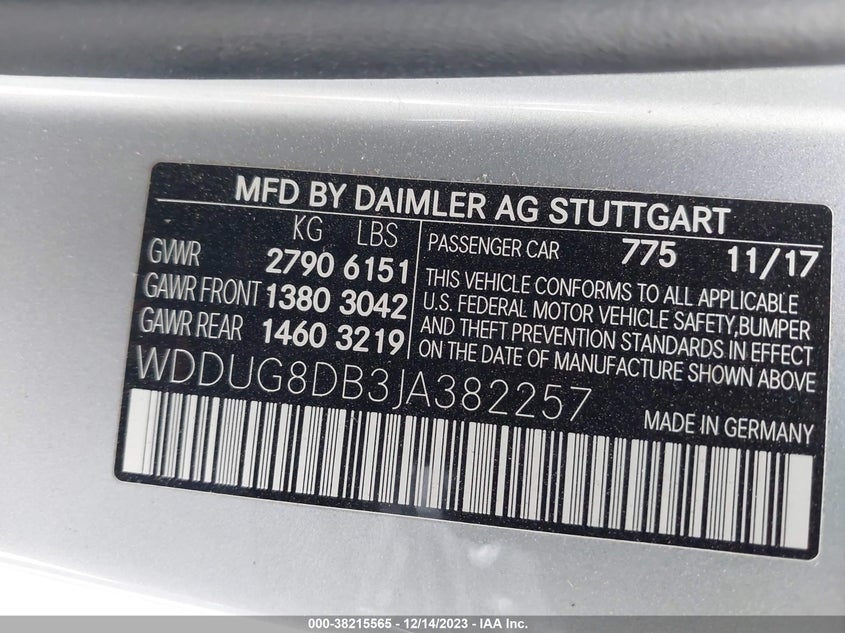 MFD BY DAIMLER AG STUTTGART
KG LBS
GVWR 2790 6151
GAWR FRONT 1380 3042
GAWR REAR 1460 3219
PASSENGER CAR 775 11/17
THIS VEHICLE CONFORMS TO ALL APPLICABLE
U.S. FEDERAL MOTOR VEHICLE SAFETY,BUMPER
AND THEFT PREVENTION STANDARDS IN EFFECT
ON THE DATE OF MANUFACTURE SHOWN ABOVE
WDDUG8DB3JA382257
MADE IN GERMANY
000-38215565 - 12/14/2023 - IAAI.com